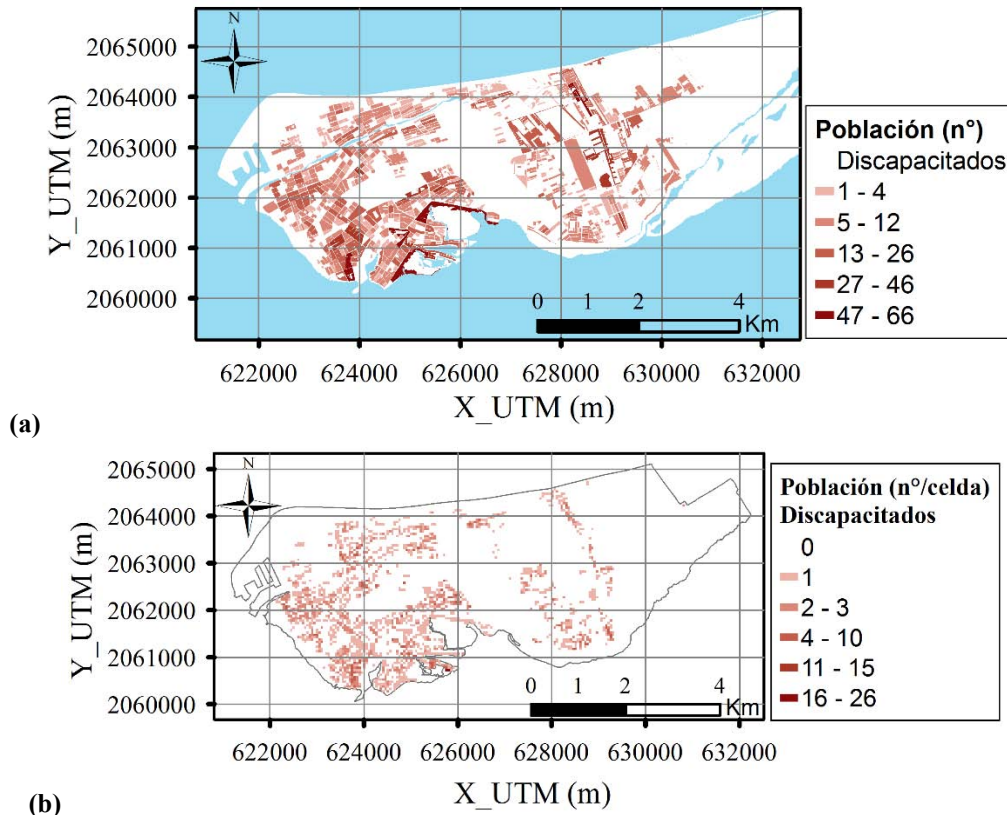 N
2065000
2064000
2063000
2062000
2061000
2060000
Y_UTM (m)
622000 624000 626000 628000 630000 632000
X_UTM (m)
0 1 2 4
Km
Población (n°)
Discapacitados
1 - 4
5 - 12
13 - 26
27 - 46
47 - 66
(a)
N
2065000
2064000
2063000
2062000
2061000
2060000
Y_UTM (m)
622000 624000 626000 628000 630000 632000
X_UTM (m)
0 1 2 4
Km
Población (n°/celda)
Discapacitados
0
1
2 - 3
4 - 10
11 - 15
16 - 26
(b)